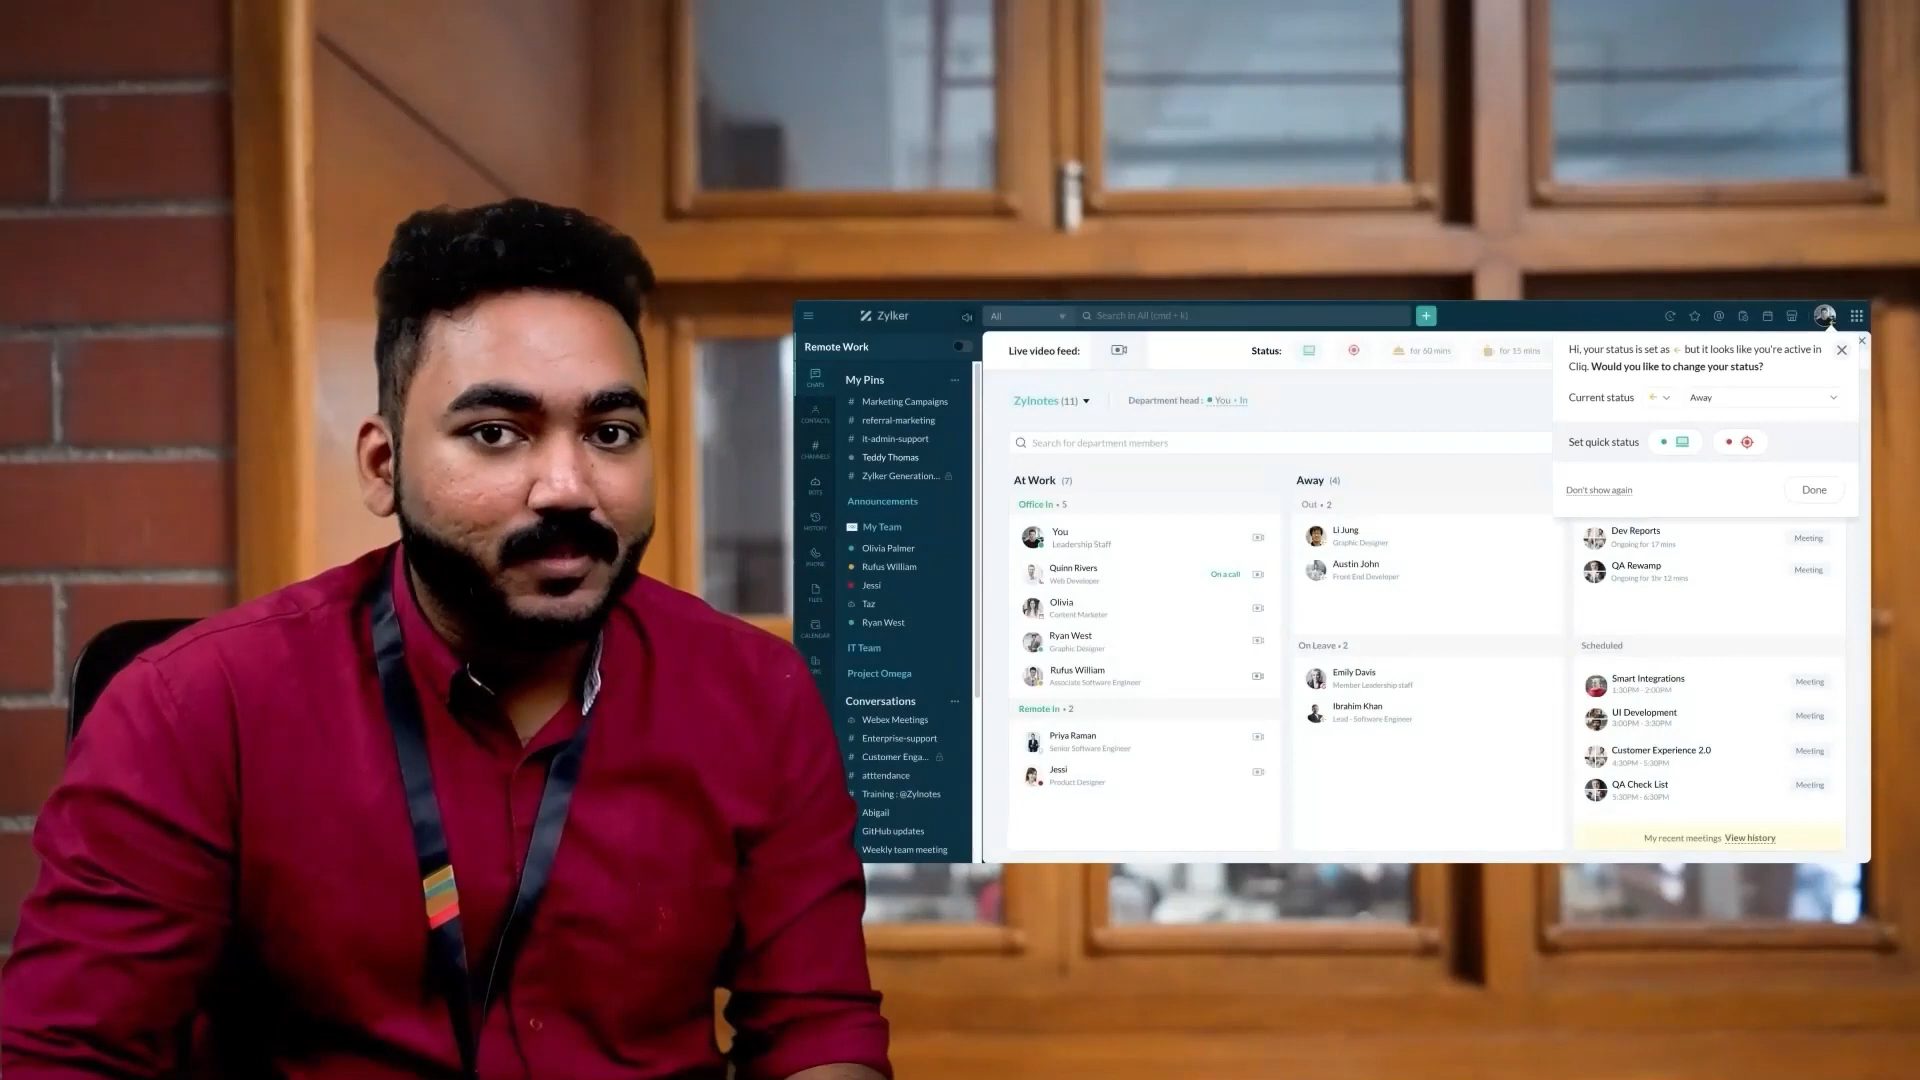 Zylker
All
Search in All (cmd + k)
Remote Work
CHATS
CONTACTS
CHANNELS
BOTS
HISTORY
PHONE
FILES
CALENDAR
My Pins
# Marketing Campaigns
# referral-marketing
# it-admin-support
Teddy Thomas
# Zylker Generation...
Announcements
My Team
Olivia Palmer
Rufus William
Jessi
Taz
Ryan West
IT Team
Project Omega
Conversations
Webex Meetings
# Enterprise-support
# Customer Enga...
# atttendance
# Training : @Zylnotes
Abigail
GitHub updates
Weekly team meeting
Live video feed:
Status:
for 60 mins
for 15 mins
Zylnotes (11)
Department head : You • In
Search for department members
At Work (7)
Office In • 5
You
Leadership Staff
Quinn Rivers
Web Developer
On a call
Olivia
Content Marketer
Ryan West
Graphic Designer
Rufus William
Associate Software Engineer
Remote In • 2
Priya Raman
Senior Software Engineer
Jessi
Product Designer
Away (4)
Out • 2
Li Jung
Graphic Designer
Austin John
Front End Developer
On Leave • 2
Emily Davis
Member Leadership staff
Ibrahim Khan
Lead - Software Engineer
Hi, your status is set as ← but it looks like you're active in
Cliq. Would you like to change your status?
Current status
Away
Set quick status
Don't show again
Done
Dev Reports
Ongoing for 17 mins
Meeting
QA Rewamp
Ongoing for 1hr 12 mins
Meeting
Scheduled
Smart Integrations
1:30PM - 2:00PM
Meeting
UI Development
3:00PM - 3:30PM
Meeting
Customer Experience 2.0
4:30PM - 5:30PM
Meeting
QA Check List
5:30PM - 6:30PM
Meeting
My recent meetings View history